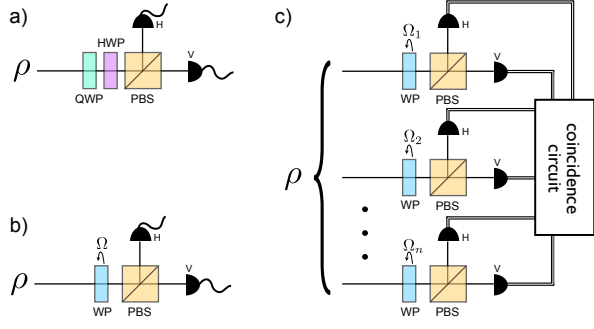 a)
HWP
H
V
ρ
QWP
PBS
b)
Ω
H
V
ρ
WP
PBS
c)
Ω₁
H
V
WP
PBS
Ω₂
H
V
ρ
WP
PBS
Ωₙ
H
V
WP
PBS
coincidence
circuit